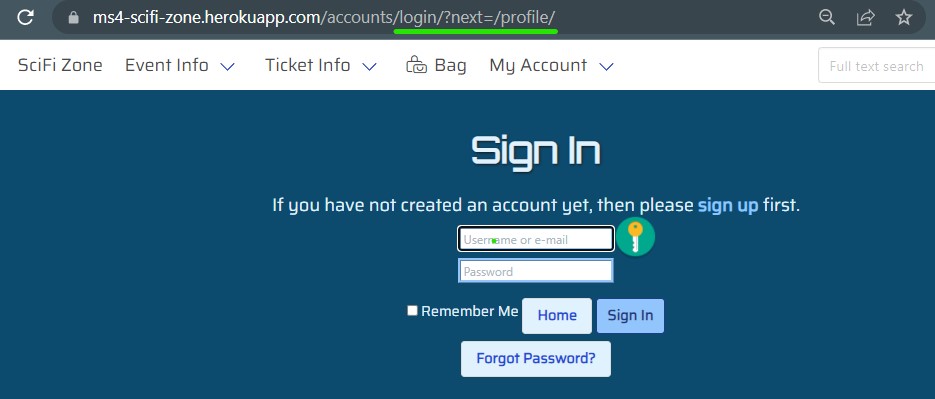 ms4-scifi-zone.herokuapp.com/accounts/login/?next=/profile/
SciFi Zone Event Info Ticket Info Bag My Account Full text search
Sign In
If you have not created an account yet, then please sign up first.
Username or e-mail
Password
Remember Me Home Sign In
Forgot Password?